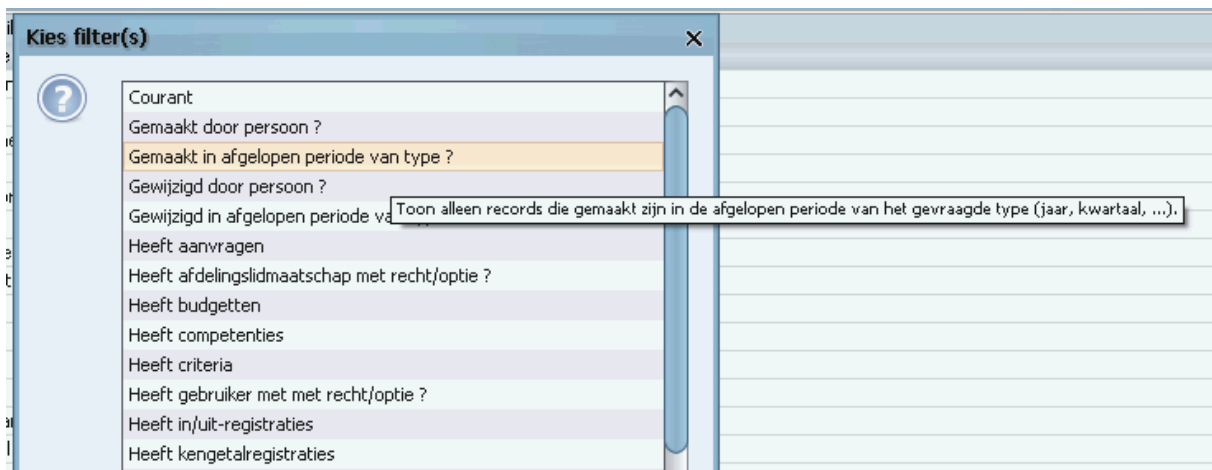 Kies filter(s)
Courant
Gemaakt door persoon ?
Gemaakt in afgelopen periode van type ?
Gewijzigd door persoon ?
Toon alleen records die gemaakt zijn in de afgelopen periode van het gevraagde type (jaar, kwartaal, ...).
Gewijzigd in afgelopen periode
Heeft aanvragen
Heeft afdelingslidmaatschap met recht/optie ?
Heeft budgetten
Heeft competenties
Heeft criteria
Heeft gebruiker met met recht/optie ?
Heeft in/uit-registraties
Heeft kengetalregistraties